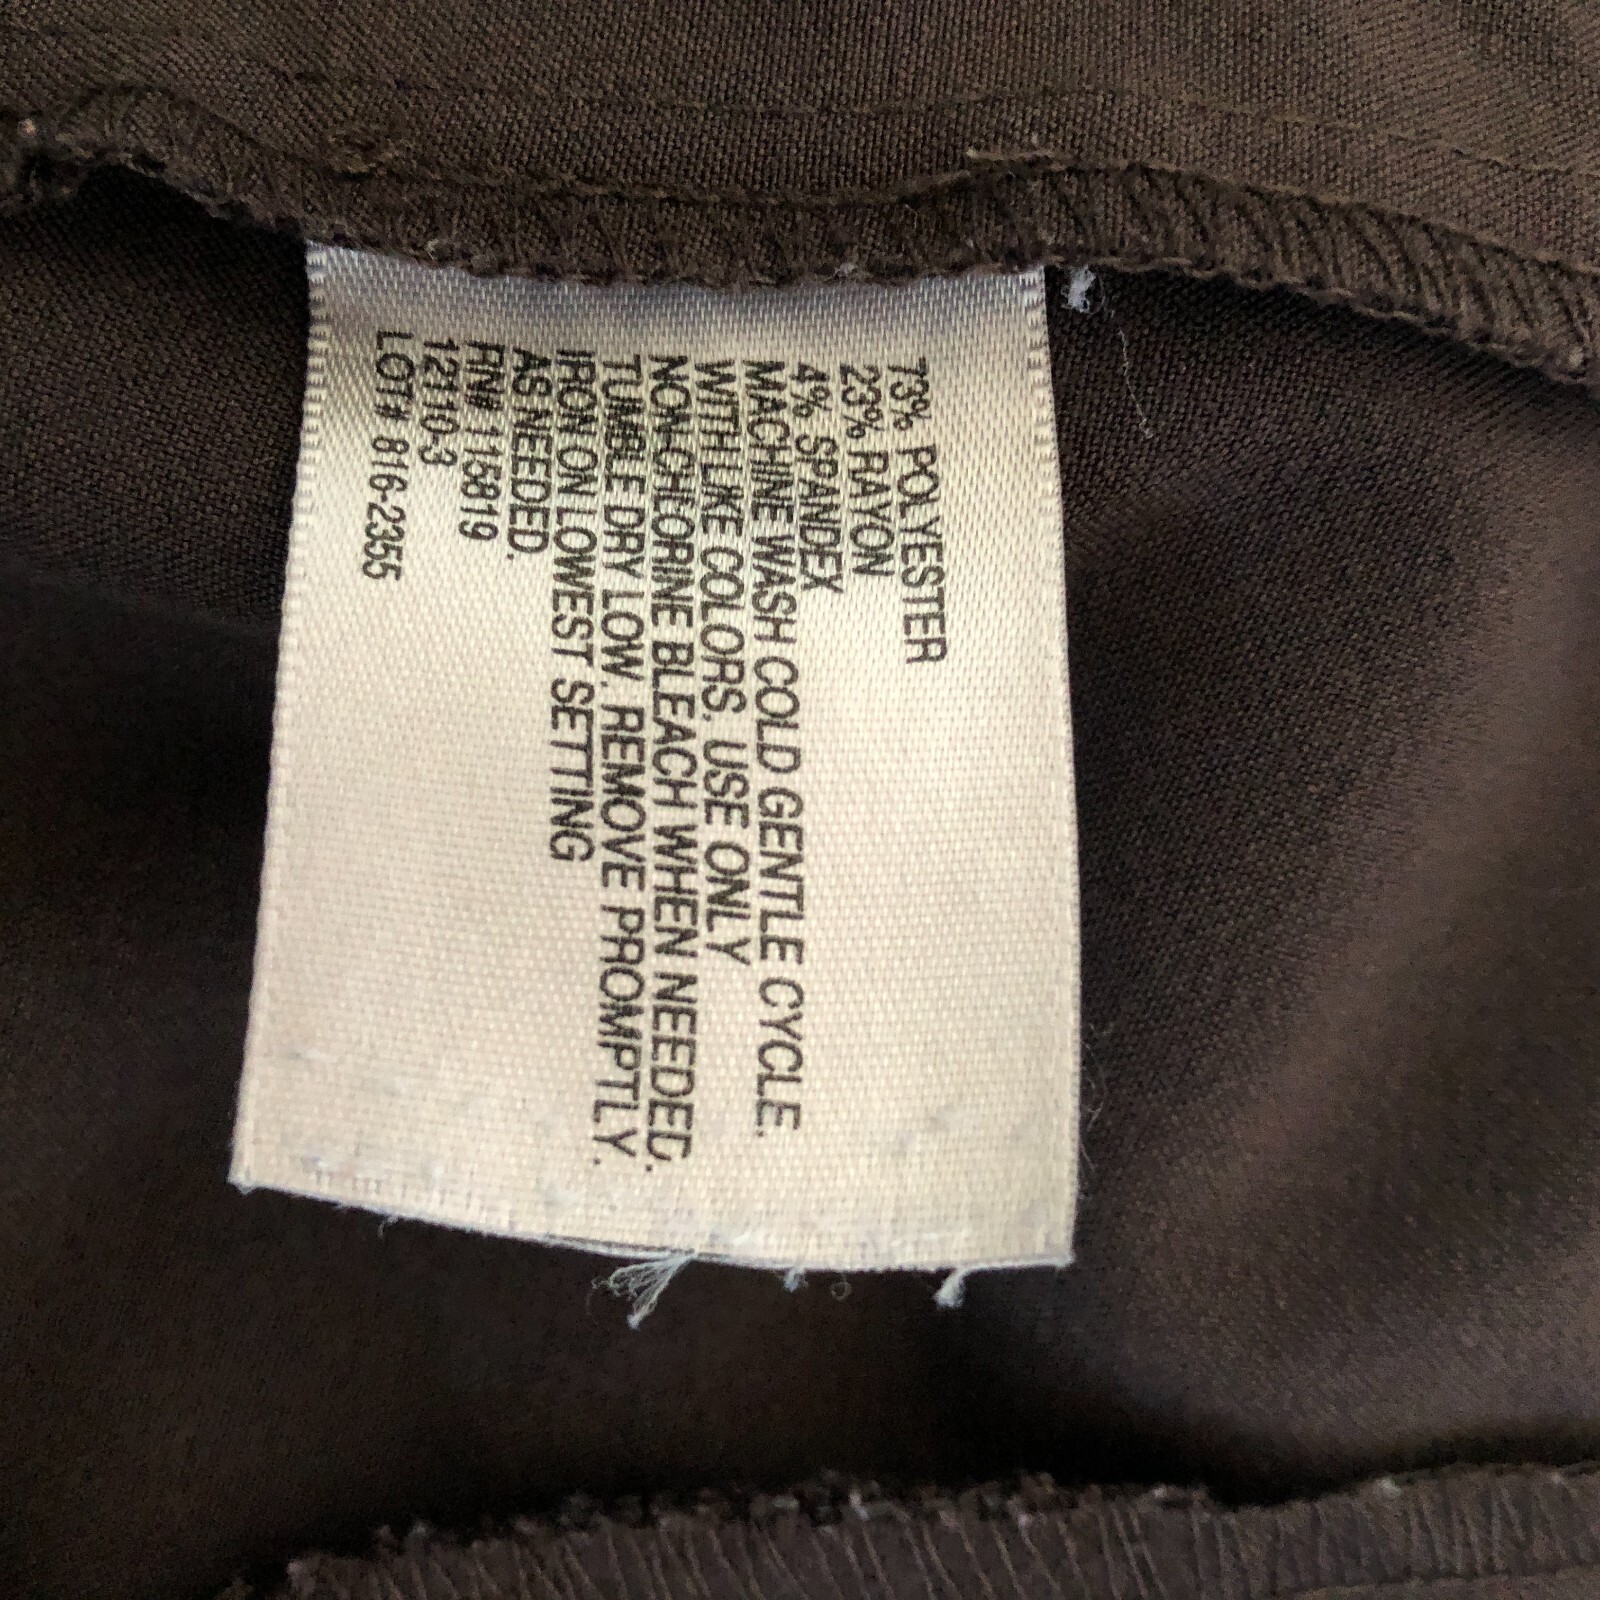 73% POLYESTER
23% RAYON
4% SPANDEX
MACHINE WASH COLD GENTLE CYCLE.
WITH LIKE COLORS. USE ONLY
NON-CHLORINE BLEACH WHEN NEEDED.
TUMBLE DRY LOW. REMOVE PROMPTLY.
IRON ON LOWEST SETTING
AS NEEDED.
RN# 115819
12110-3
LOT# 816-2355